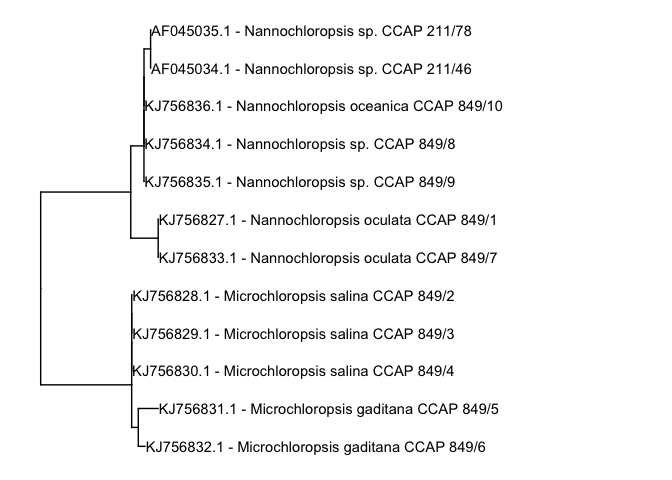 AF045035.1 - Nannochloropsis sp. CCAP 211/78
AF045034.1 - Nannochloropsis sp. CCAP 211/46
KJ756836.1 - Nannochloropsis oceanica CCAP 849/10
KJ756834.1 - Nannochloropsis sp. CCAP 849/8
KJ756835.1 - Nannochloropsis sp. CCAP 849/9
KJ756827.1 - Nannochloropsis oculata CCAP 849/1
KJ756833.1 - Nannochloropsis oculata CCAP 849/7
KJ756828.1 - Microchloropsis salina CCAP 849/2
KJ756829.1 - Microchloropsis salina CCAP 849/3
KJ756830.1 - Microchloropsis salina CCAP 849/4
KJ756831.1 - Microchloropsis gaditana CCAP 849/5
KJ756832.1 - Microchloropsis gaditana CCAP 849/6